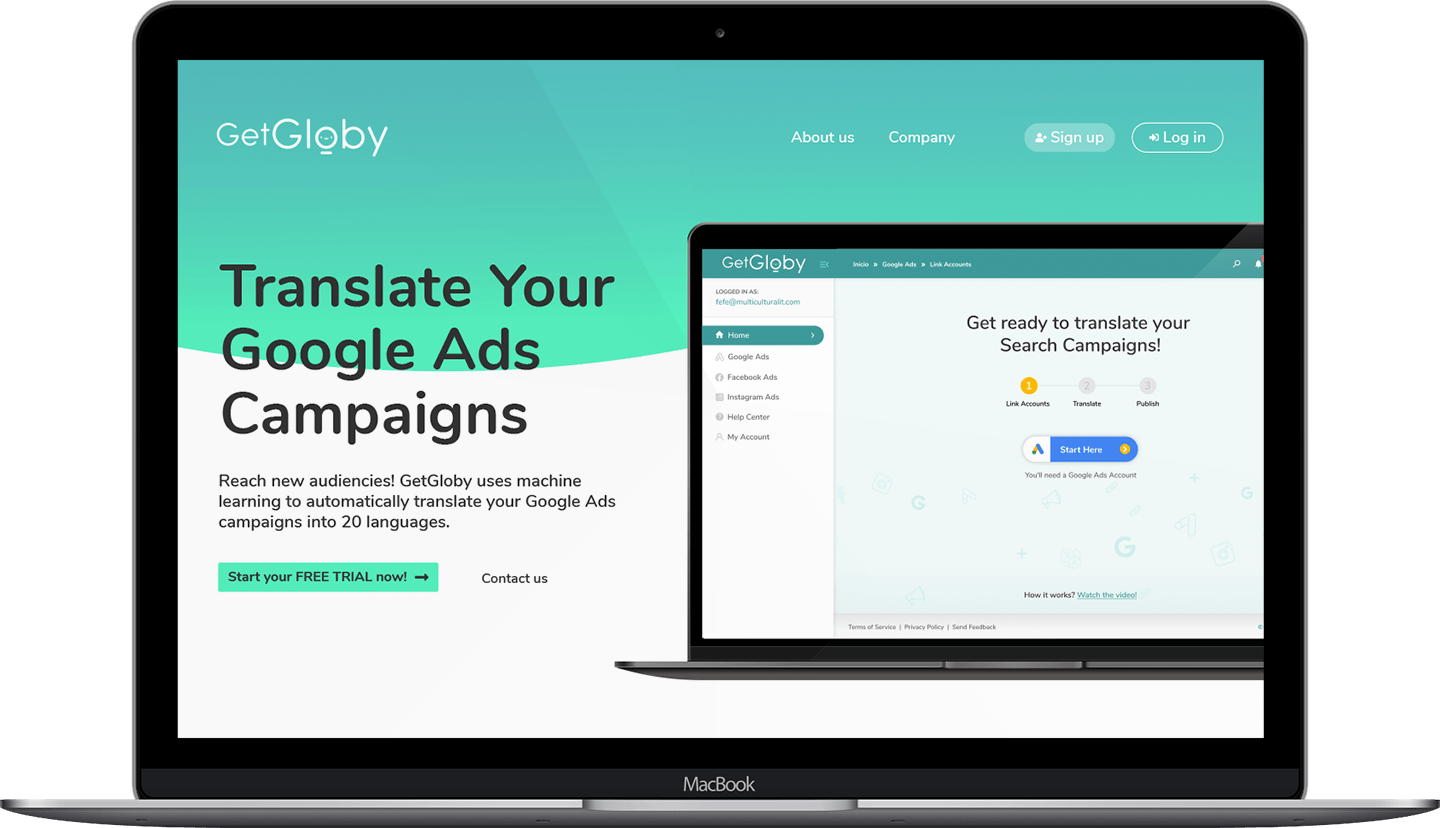 GetGloby
About us
Company
Sign up
Log in
Translate Your
Google Ads
Campaigns
Reach new audiencies! GetGloby uses machine
learning to automatically translate your Google Ads
campaigns into 20 languages.
Start your FREE TRIAL now!
Contact us
GetGloby
Inicio » Google Ads » Link Accounts
LOGGED IN AS:
fefe@multiculturalit.com
Home
Google Ads
Facebook Ads
Instagram Ads
Help Center
My Account
Get ready to translate your
Search Campaigns!
1
2
3
Link Accounts
Translate
Publish
Start Here
You'll need a Google Ads Account
How it works? Watch the video!
Terms of Service | Privacy Policy | Send Feedback
MacBook